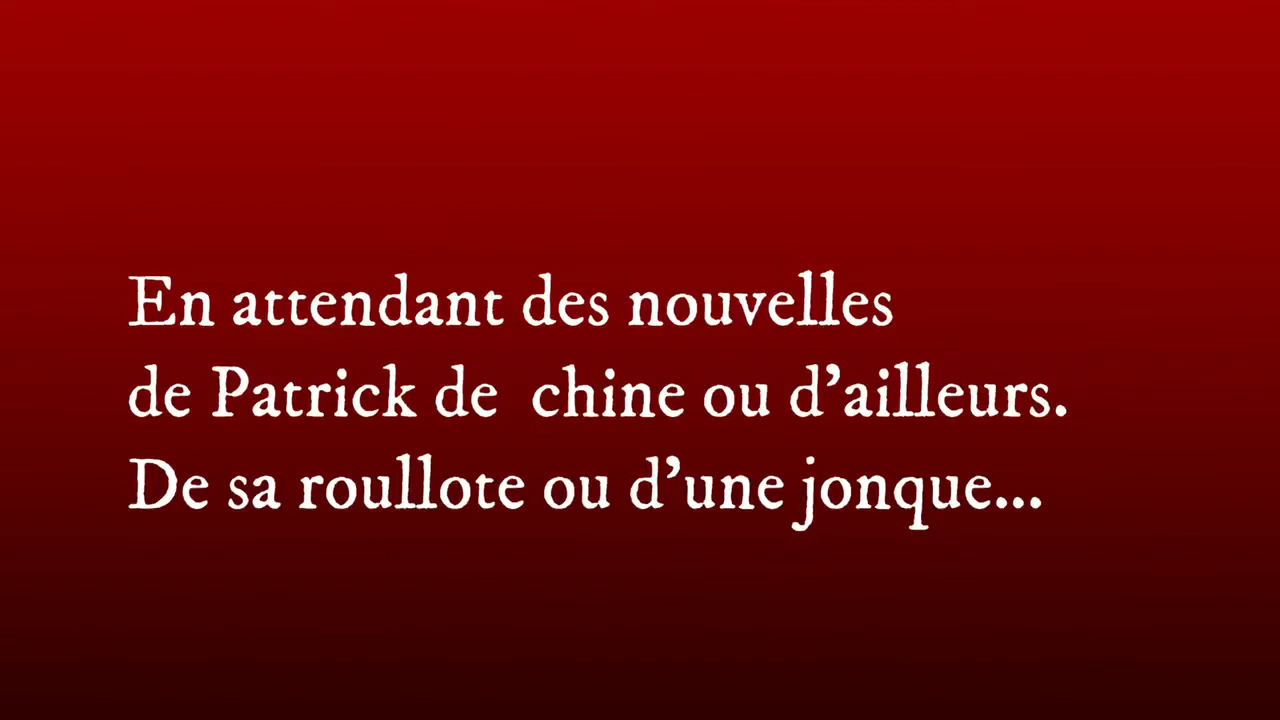 En attendant des nouvelles
de Patrick de  chine ou d’ailleurs.
De sa roullote ou d’une jonque...